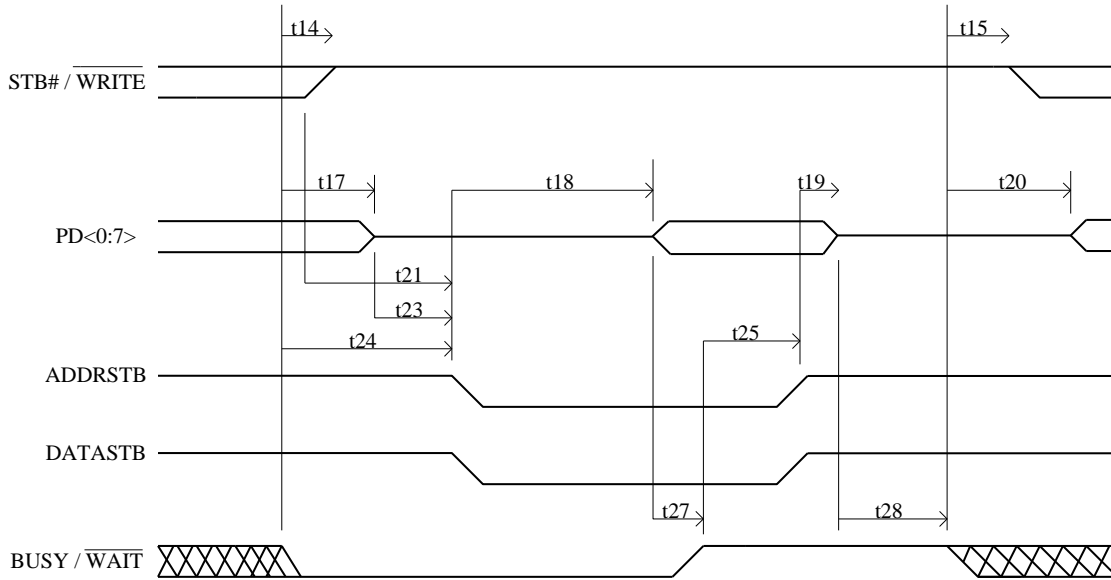 t14
t15
STB# / WRITE
t17
t18
t19
t20
PD<0:7>
t21
t23
t24
t25
ADDRSTB
DATASTB
t27
t28
BUSY / WAIT